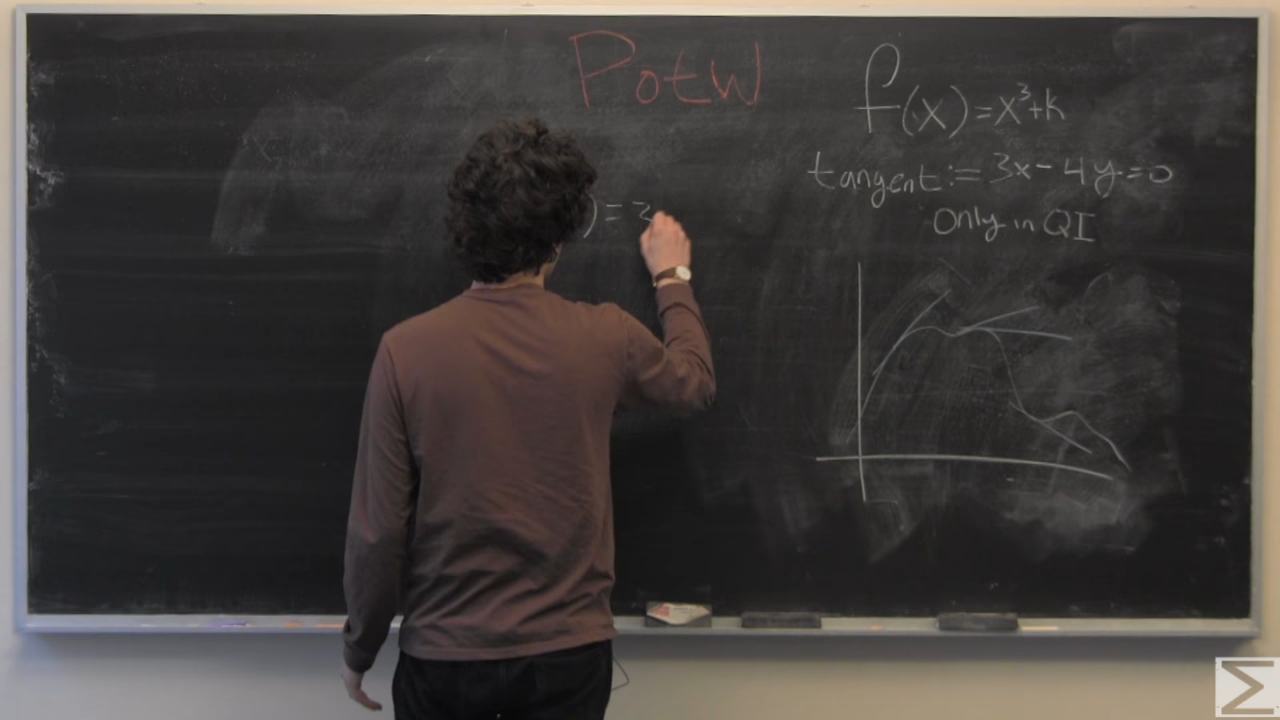 PotW
f(x)=x³+k
tangent:= 3x-4y=0
Only in QI
) = 3
Σ